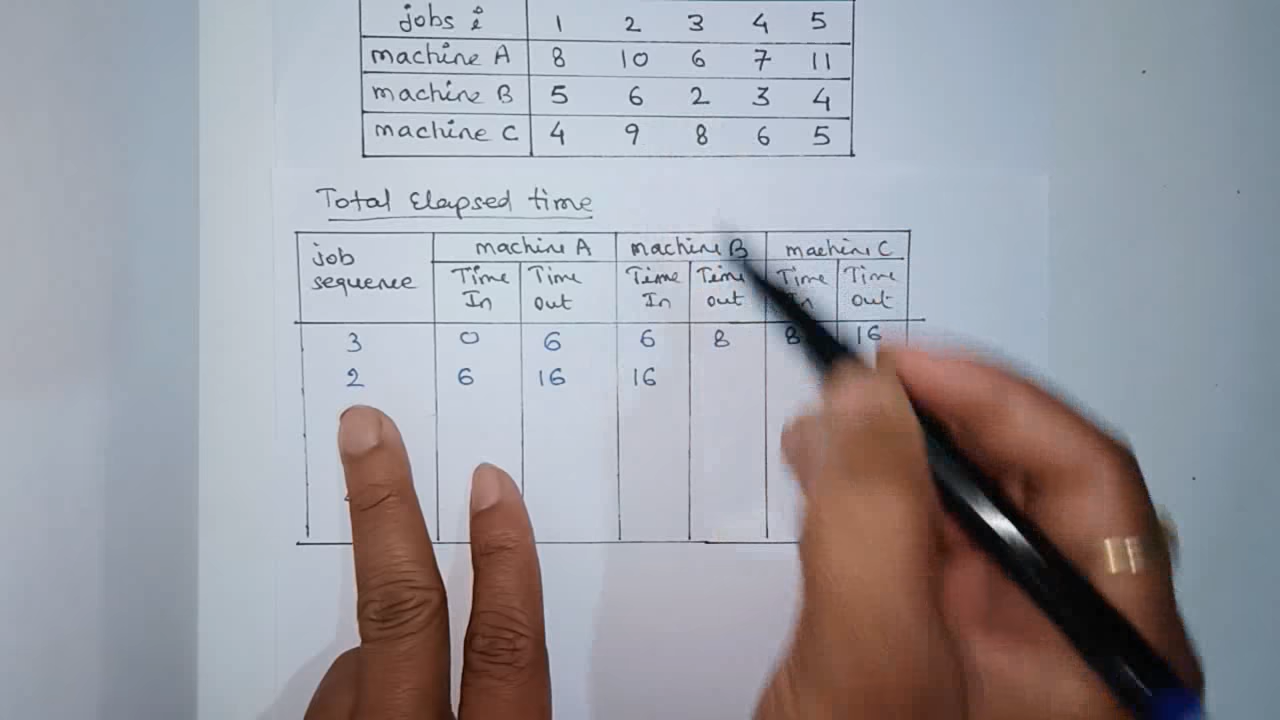 jobs i 1 2 3 4 5
machine A 8 10 6 7 11
machine B 5 6 2 3 4
machine C 4 9 8 6 5
Total Elapsed time
job sequence machine A machine B machine C
Time In Time out Time In Time out Time In Time out
3 0 6 6 8 8 16
2 6 16 16